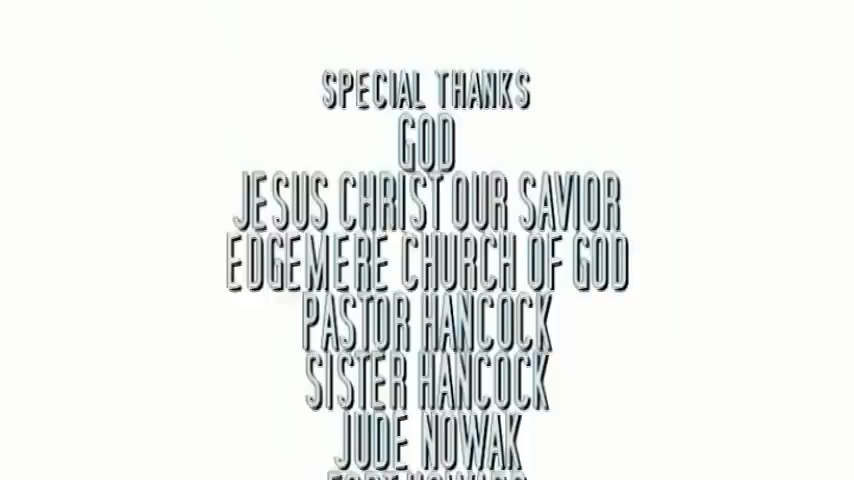 SPECIAL THANKS
GOD
JESUS CHRIST OUR SAVIOR
EDGEMERE CHURCH OF GOD
PASTOR HANCOCK
SISTER HANCOCK
JUDE NOWAK